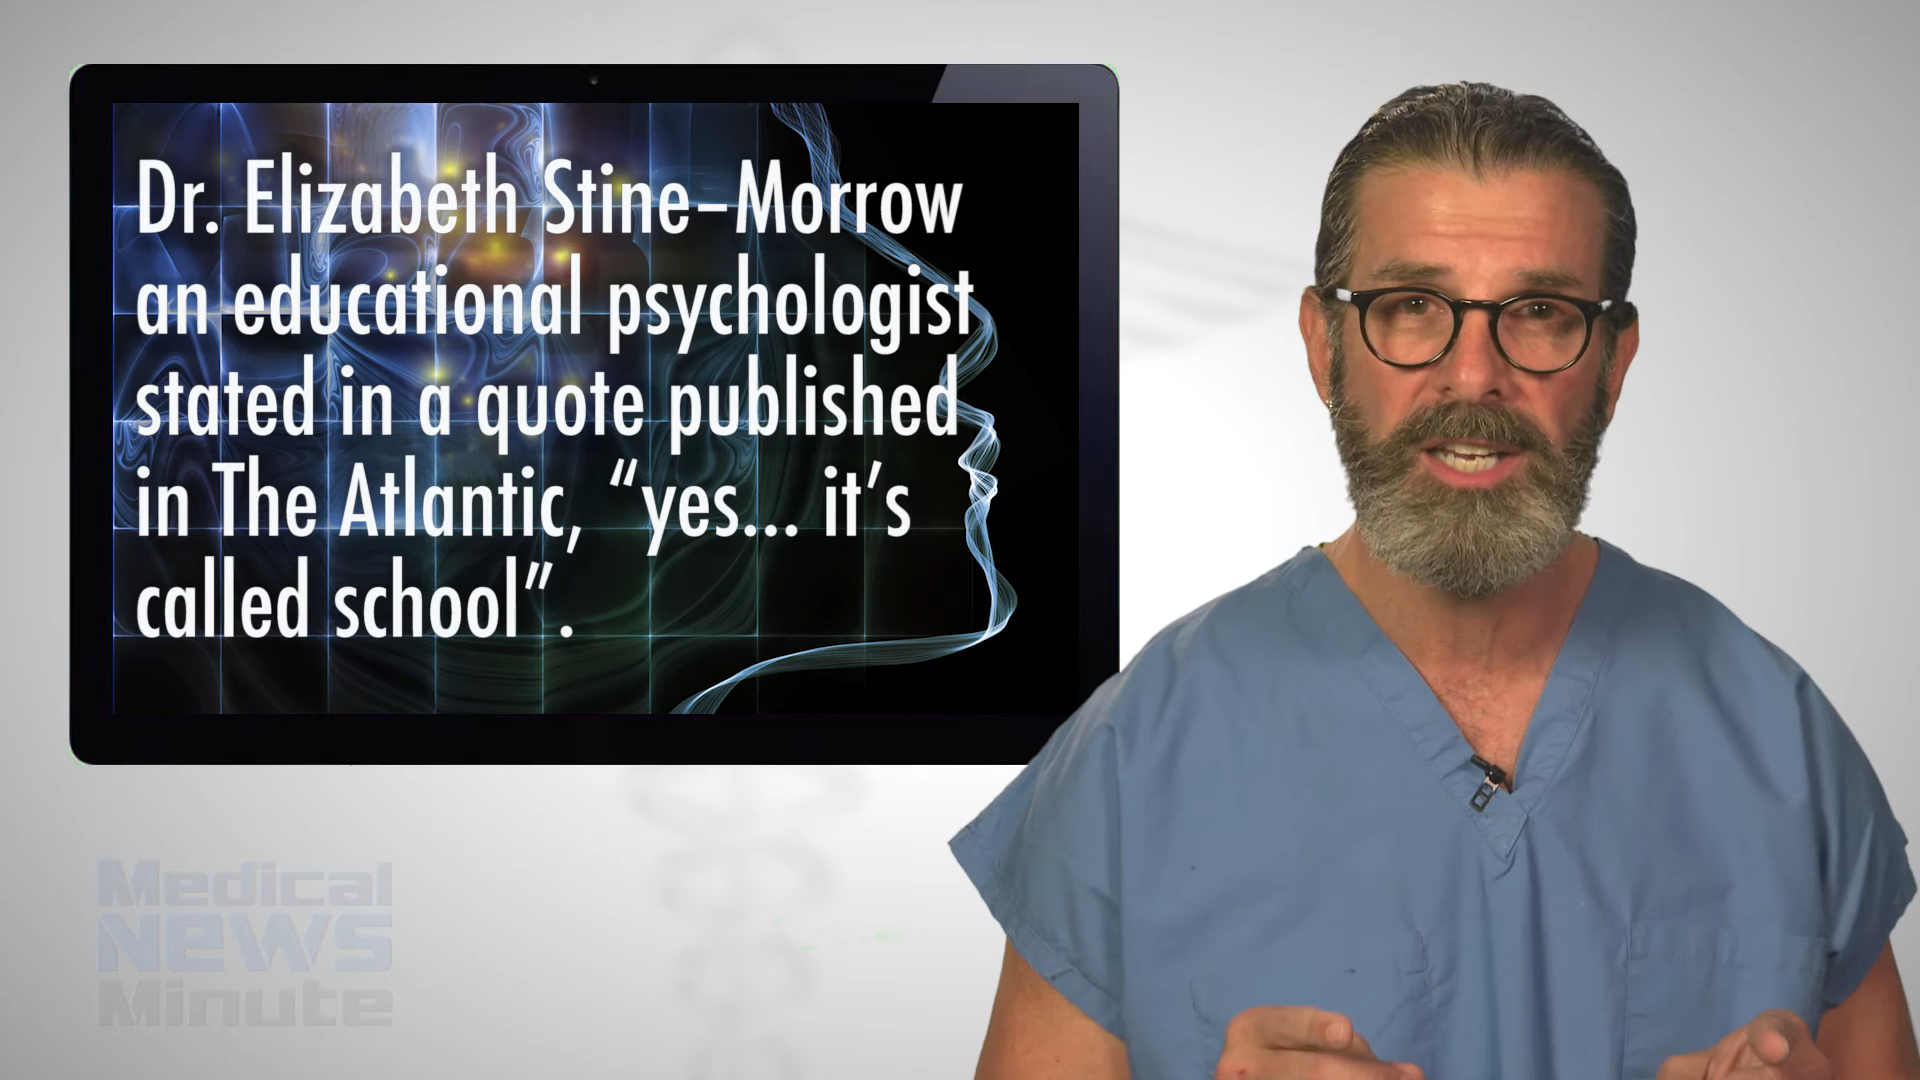 Dr. Elizabeth Stine–Morrow
an educational psychologist
stated in a quote published
in The Atlantic, “yes... it’s
called school”.
Medical
NEWS
Minute